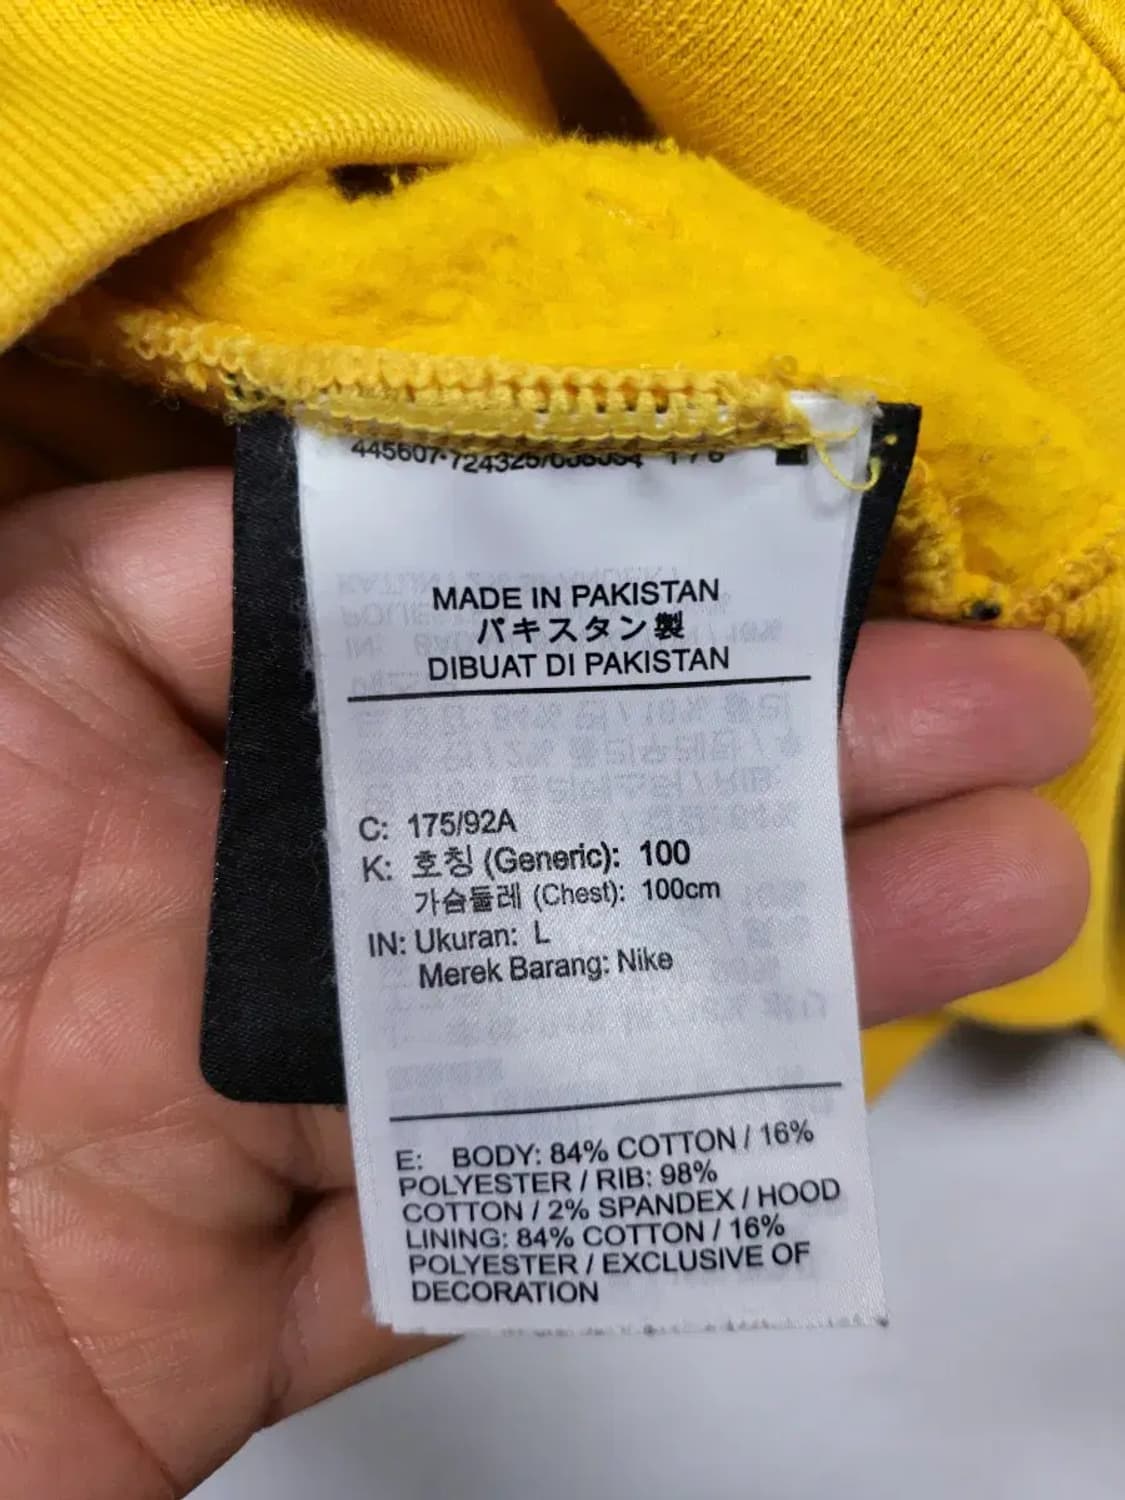 MADE IN PAKISTAN
パキスタン製
DIBUAT DI PAKISTAN
C: 175/92A
K: 호칭 (Generic): 100
가슴둘레 (Chest): 100cm
IN: Ukuran: L
Merek Barang: Nike
E: BODY: 84% COTTON / 16%
POLYESTER / RIB: 98%
COTTON / 2% SPANDEX / HOOD
LINING: 84% COTTON / 16%
POLYESTER / EXCLUSIVE OF
DECORATION